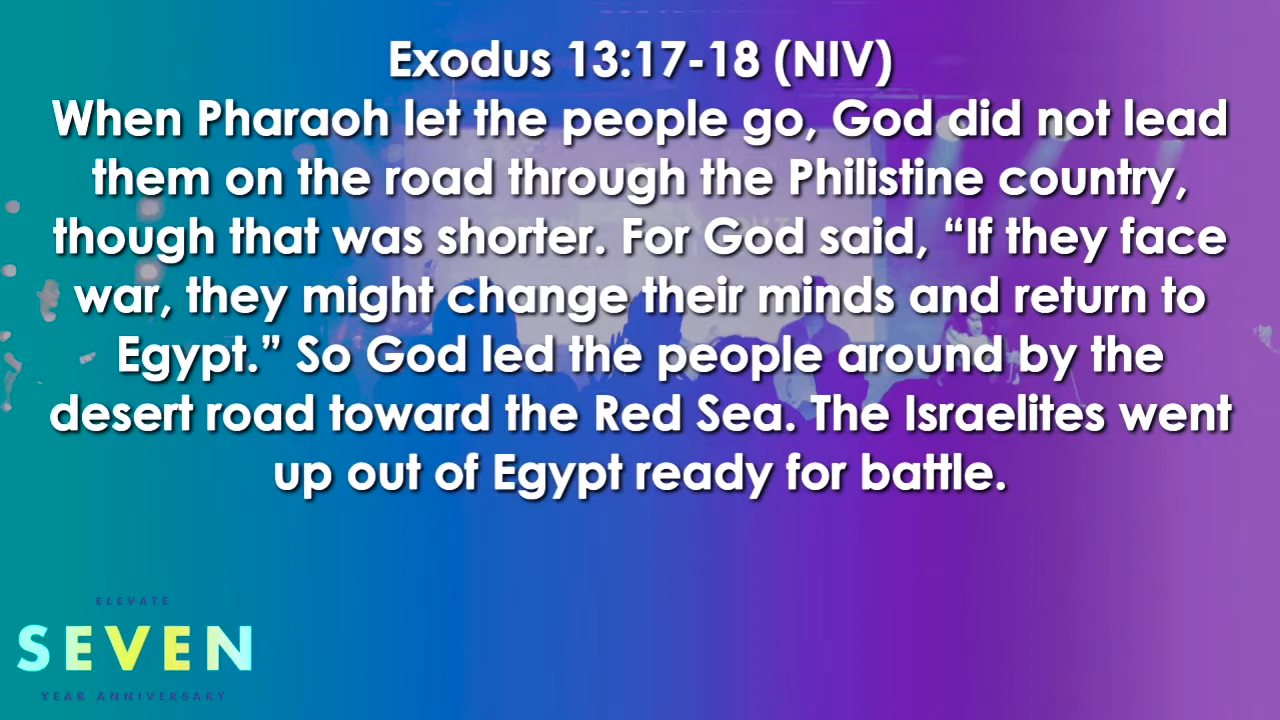 Exodus 13:17-18 (NIV)
When Pharaoh let the people go, God did not lead
them on the road through the Philistine country,
though that was shorter. For God said, “If they face
war, they might change their minds and return to
Egypt.” So God led the people around by the
desert road toward the Red Sea. The Israelites went
up out of Egypt ready for battle.
ELEVATE
SEVEN
YEAR ANNIVERSARY